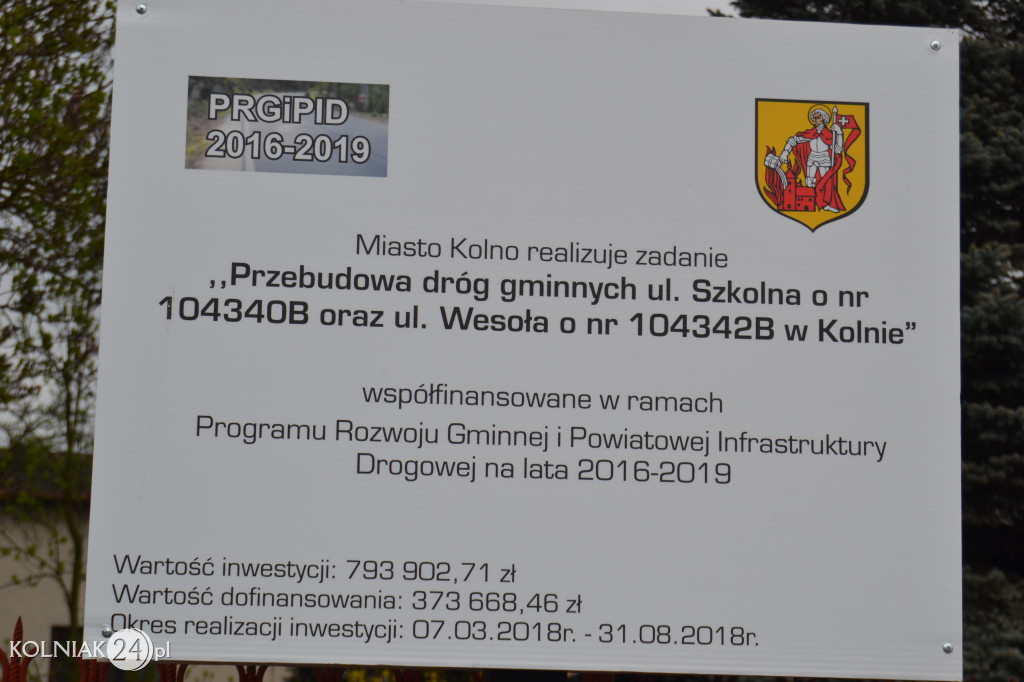 PRGiPID
2016-2019
Miasto Kolno realizuje zadanie
,,Przebudowa dróg gminnych ul. Szkolna o nr
104340B oraz ul. Wesoła o nr 104342B w Kolnie”
współfinansowane w ramach
Programu Rozwoju Gminnej i Powiatowej Infrastruktury
Drogowej na lata 2016-2019
Wartość inwestycji: 793 902,71 zł
Wartość dofinansowania: 373 668,46 zł
Okres realizacji inwestycji: 07.03.2018r. - 31.08.2018r.
KOLNIAK24.pl